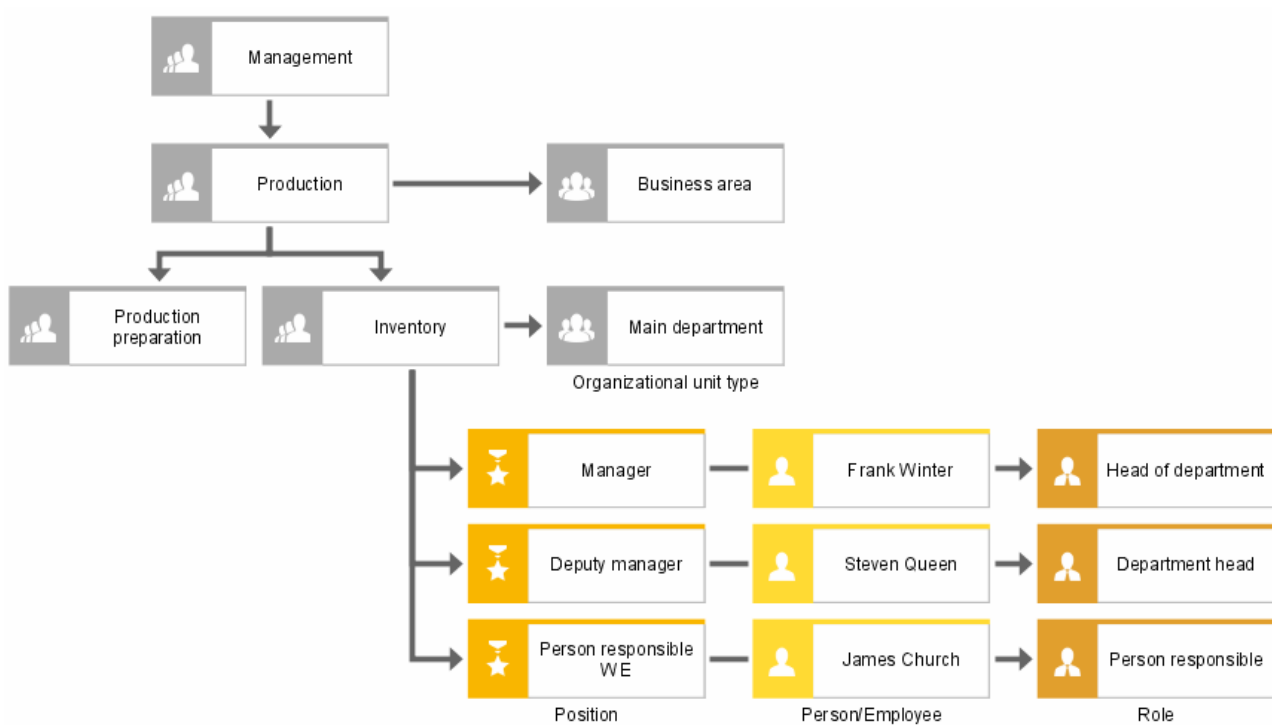 Management
Production
Business area
Production
preparation
Inventory
Main department
Organizational unit type
Manager
Frank Winter
Head of department
Deputy manager
Steven Queen
Department head
Person responsible
WE
James Church
Person responsible
Position
Person/Employee
Role